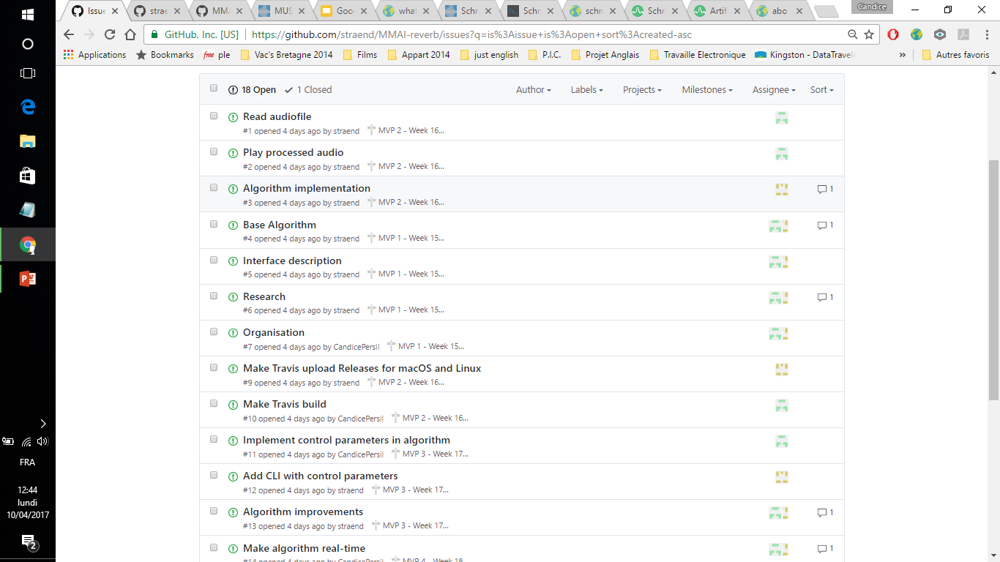 Candice
Issue
strae
MMA
MUS
Goo
what
Schr
Schr
schro
Schr
Artif
abo
GitHub, Inc. [US] https://github.com/straend/MMAI-reverb/issues?q=is%3Aissue+is%3Aopen+sort%3Acreated-asc
Applications Bookmarks free ple Vac's Bretagne 2014 Films Appart 2014 just english P.I.C. Projet Anglais Travaille Electronique Kingston - DataTravele » Autres favoris
18 Open 1 Closed Author Labels Projects Milestones Assignee Sort
Read audiofile
#1 opened 4 days ago by straend MVP 2 - Week 16...
Play processed audio
#2 opened 4 days ago by straend MVP 2 - Week 16...
Algorithm implementation 1
#3 opened 4 days ago by straend MVP 2 - Week 16...
Base Algorithm 1
#4 opened 4 days ago by straend MVP 1 - Week 15...
Interface description
#5 opened 4 days ago by straend MVP 1 - Week 15...
Research 1
#6 opened 4 days ago by straend MVP 1 - Week 15...
Organisation
#7 opened 4 days ago by CandicePersil MVP 1 - Week 15...
Make Travis upload Releases for macOS and Linux
#9 opened 4 days ago by straend MVP 2 - Week 16...
Make Travis build
#10 opened 4 days ago by CandicePersil MVP 2 - Week 16...
Implement control parameters in algorithm
#11 opened 4 days ago by CandicePersil MVP 3 - Week 17...
Add CLI with control parameters
#12 opened 4 days ago by straend MVP 3 - Week 17...
Algorithm improvements 1
#13 opened 4 days ago by straend MVP 3 - Week 17...
Make algorithm real-time 1
#14 opened 4 days ago by CandicePersil MVP 4 - Week 18
FRA
12:44
lundi
10/04/2017
2